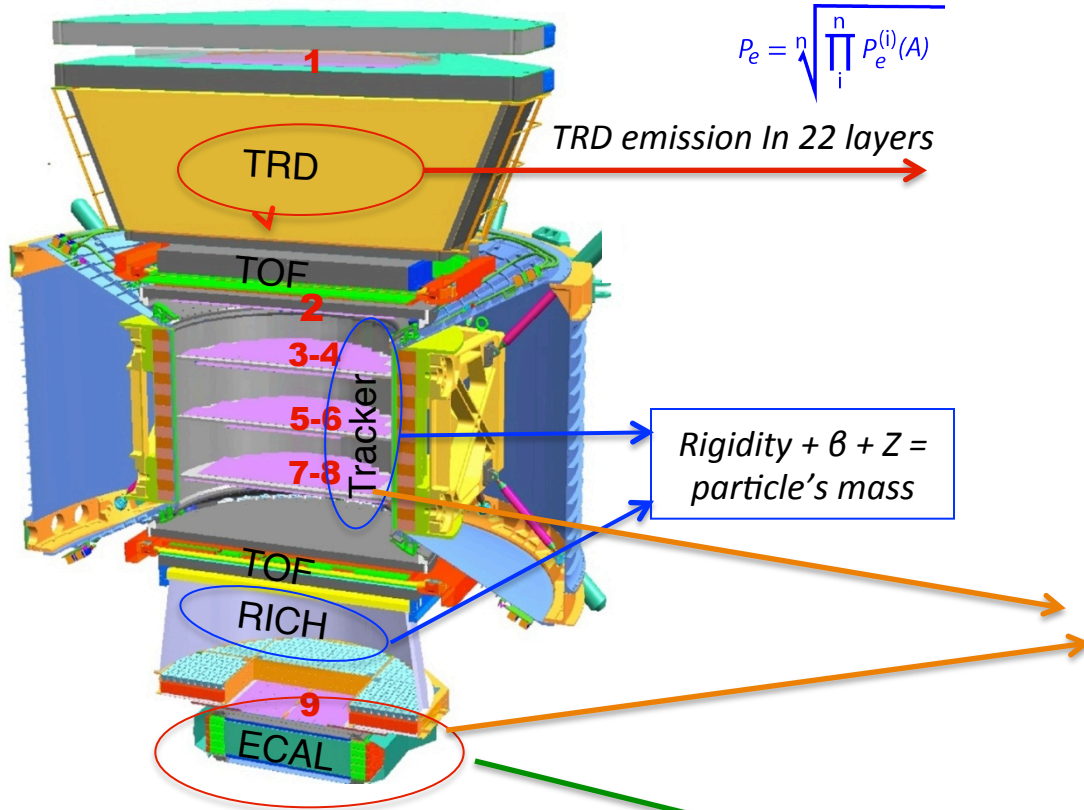 P_e = \sqrt[n]{\prod_{i}^{n} P_e^{(i)}(A)}
1
TRD emission In 22 layers
TRD
TOF
2
3-4
5-6
7-8
Tracker
Rigidity + β + Z =
particle's mass
TOF
RICH
9
ECAL